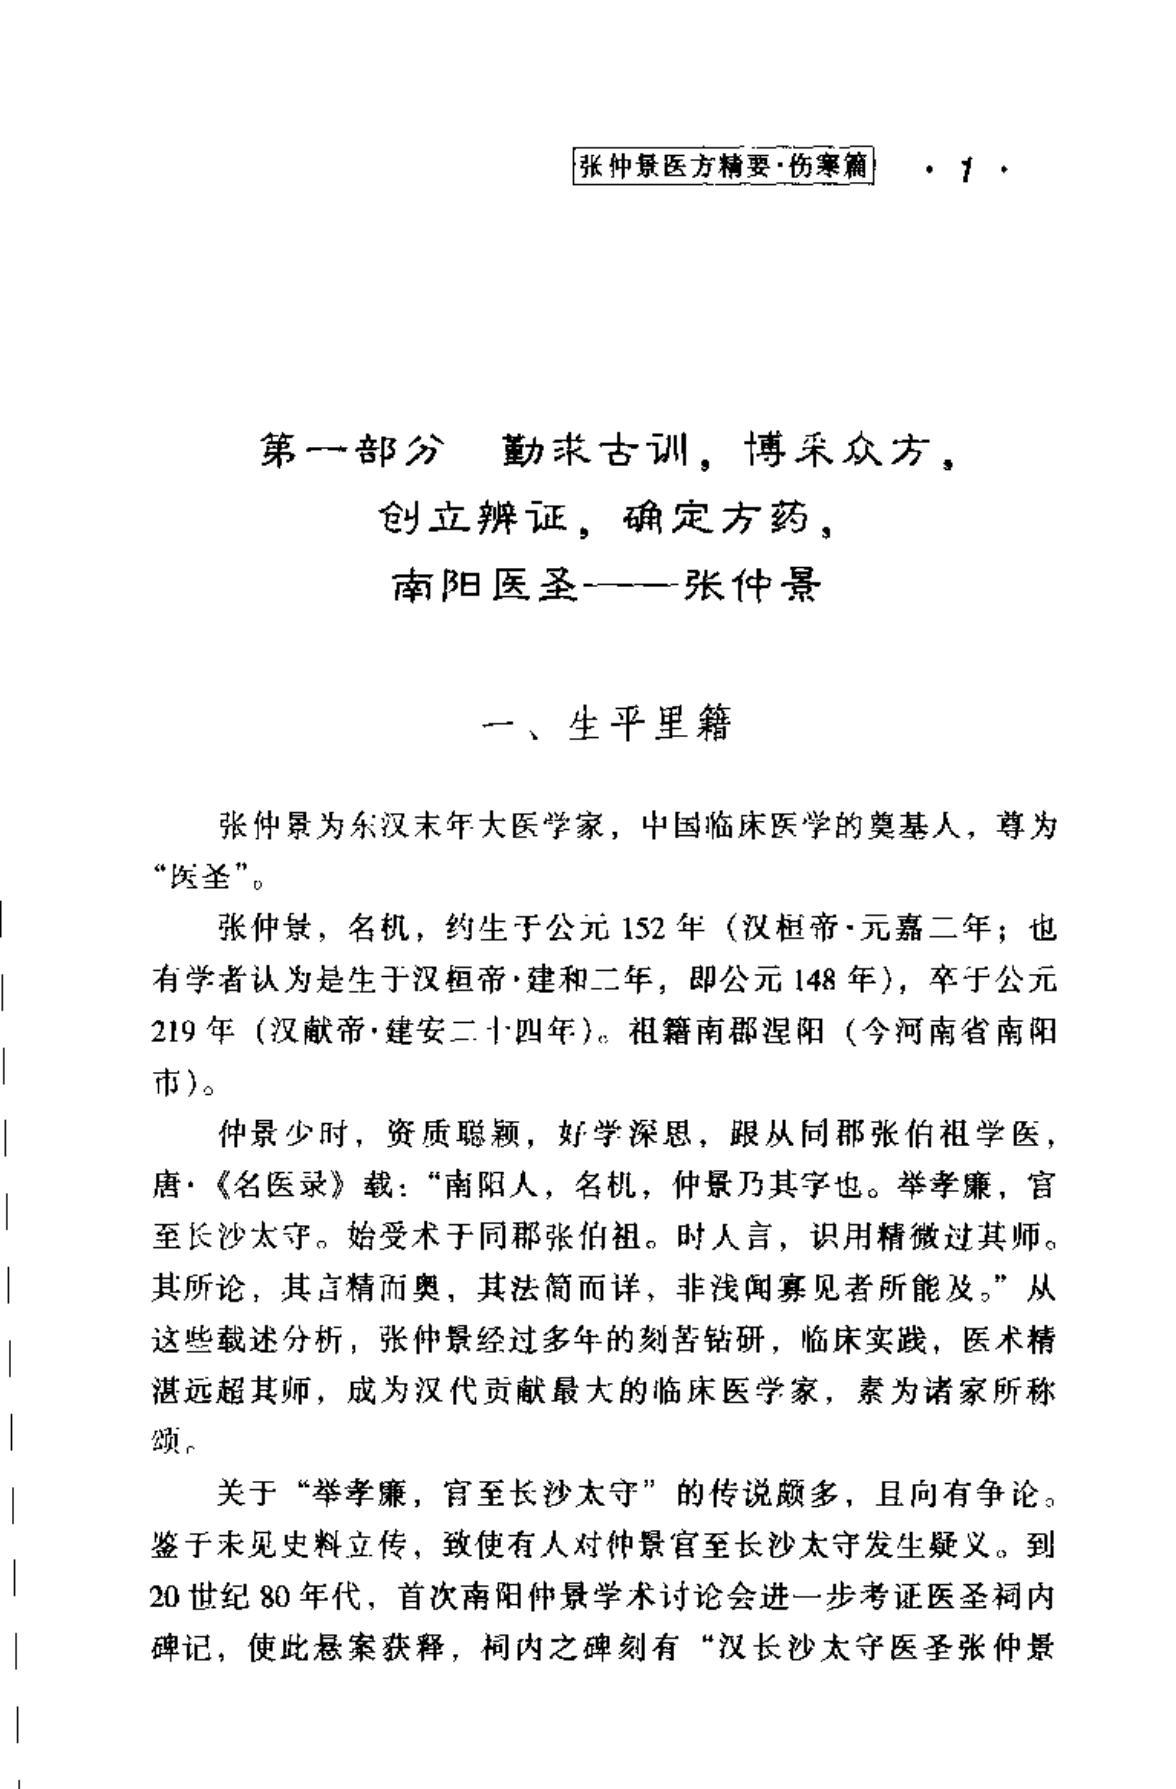 张仲景医方精要·伤寒篇 · 1 ·
第一部分 勤求古训，博采众方，
创立辨证，确定方药，
南阳医圣——张仲景
一、生平里籍
张仲景为东汉末年大医学家，中国临床医学的奠基人，尊为
“医圣”。
张仲景，名机，约生于公元 152 年（汉桓帝·元嘉二年；也
有学者认为是生于汉桓帝·建和二年，即公元 148 年），卒于公元
219 年（汉献帝·建安二十四年）。祖籍南郡涅阳（今河南省南阳
市）。
仲景少时，资质聪颖，好学深思，跟从同郡张伯祖学医，
唐·《名医录》载：“南阳人，名机，仲景乃其字也。举孝廉，官
至长沙太守。始受术于同郡张伯祖。时人言，识用精微过其师。
其所论，其言精而奥，其法简而详，非浅闻寡见者所能及。”从
这些载述分析，张仲景经过多年的刻苦钻研，临床实践，医术精
湛远超其师，成为汉代贡献最大的临床医学家，素为诸家所称
颂。
关于“举孝廉，官至长沙太守”的传说颇多，且向有争论。
鉴于未见史料立传，致使有人对仲景官至长沙太守发生疑义。到
20 世纪 80 年代，首次南阳仲景学术讨论会进一步考证医圣祠内
碑记，使此悬案获释，祠内之碑刻有“汉长沙太守医圣张仲景